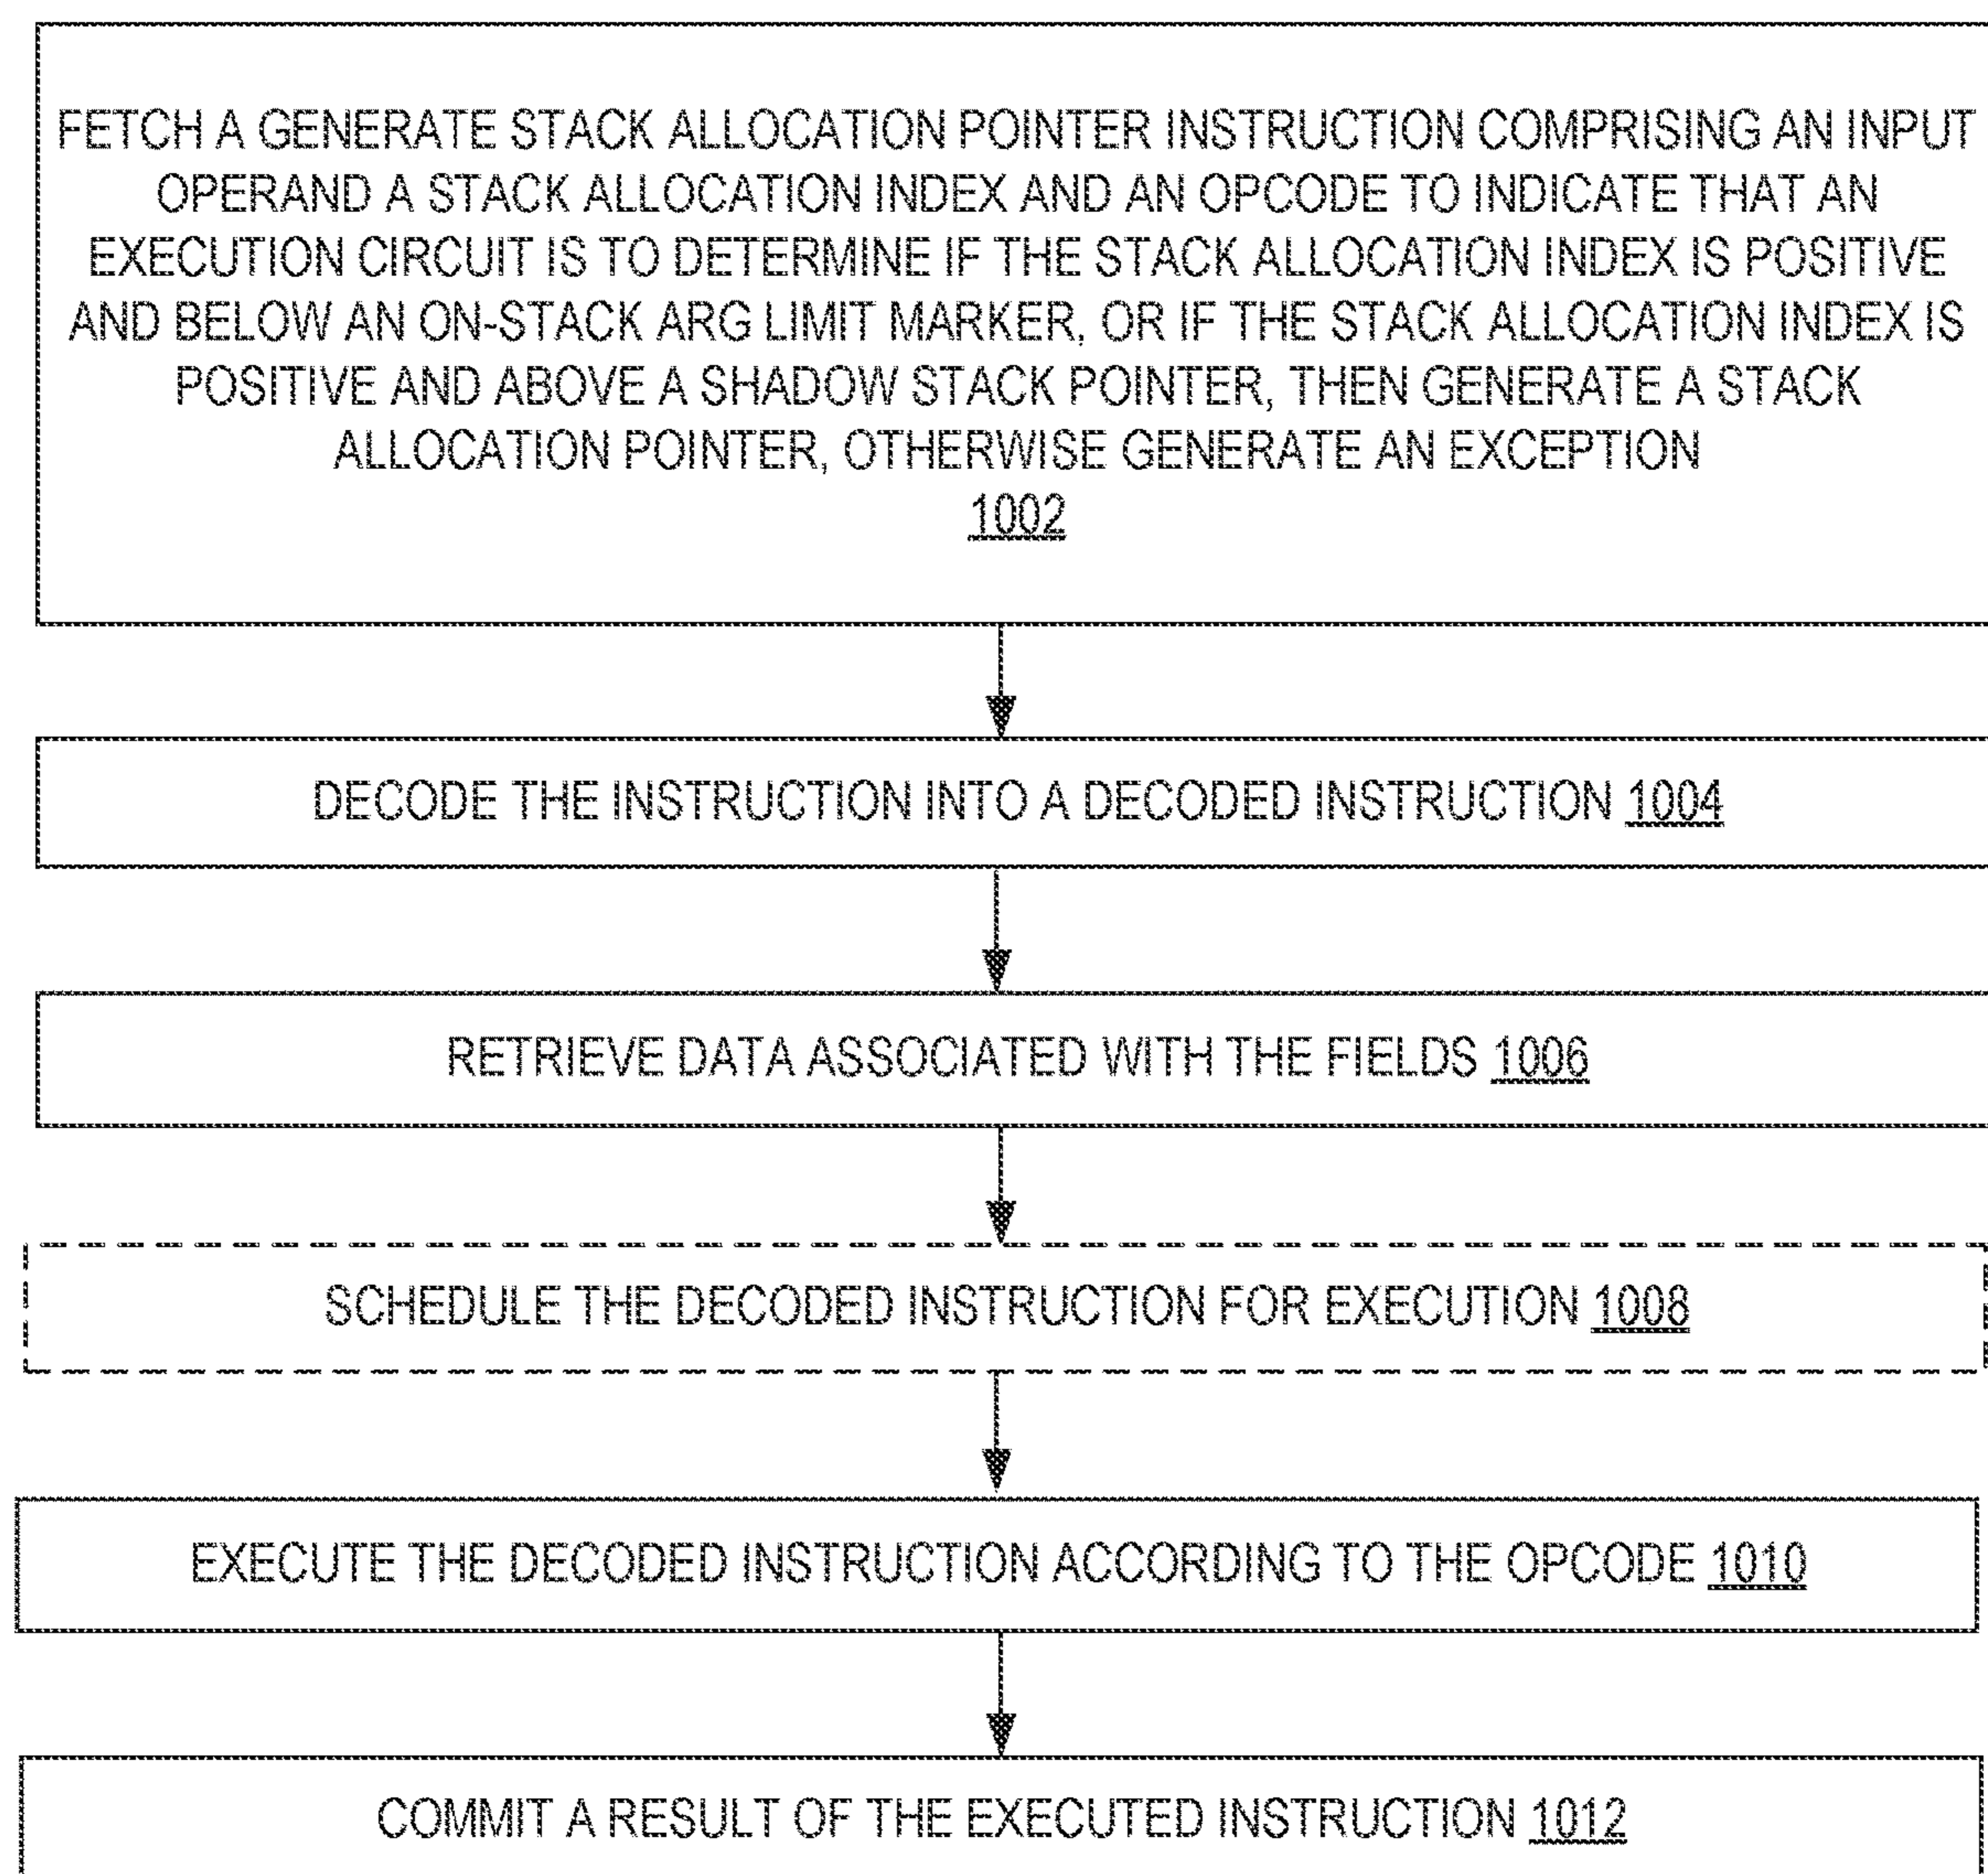 FETCH A GENERATE STACK ALLOCATION POINTER INSTRUCTION COMPRISING AN INPUT
OPERAND A STACK ALLOCATION INDEX AND AN OPCODE TO INDICATE THAT AN
EXECUTION CIRCUIT IS TO DETERMINE IF THE STACK ALLOCATION INDEX IS POSITIVE
AND BELOW AN ON-STACK ARG LIMIT MARKER, OR IF THE STACK ALLOCATION INDEX IS
POSITIVE AND ABOVE A SHADOW STACK POINTER, THEN GENERATE A STACK
ALLOCATION POINTER, OTHERWISE GENERATE AN EXCEPTION
1002
DECODE THE INSTRUCTION INTO A DECODED INSTRUCTION 1004
RETRIEVE DATA ASSOCIATED WITH THE FIELDS 1006
SCHEDULE THE DECODED INSTRUCTION FOR EXECUTION 1008
EXECUTE THE DECODED INSTRUCTION ACCORDING TO THE OPCODE 1010
COMMIT A RESULT OF THE EXECUTED INSTRUCTION 1012